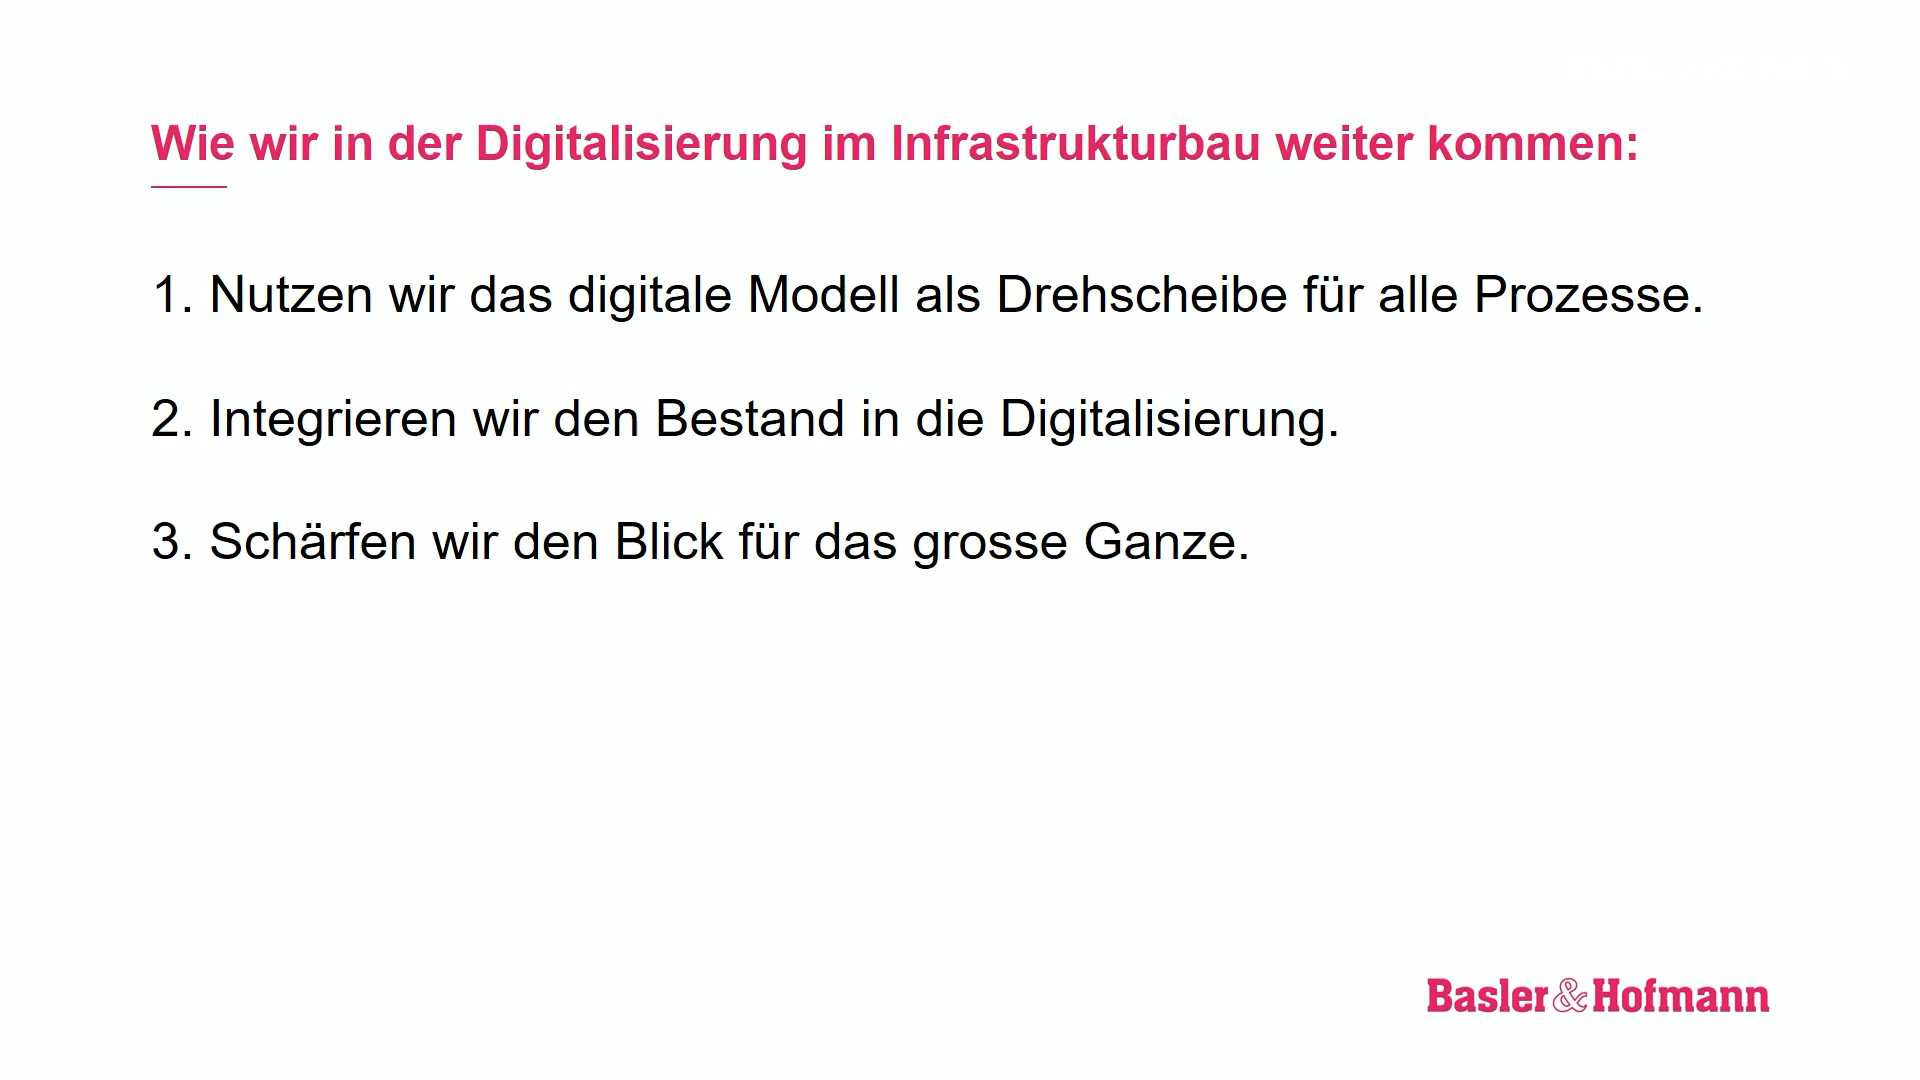 Wie wir in der Digitalisierung im Infrastrukturbau weiter kommen:
1. Nutzen wir das digitale Modell als Drehscheibe für alle Prozesse.
2. Integrieren wir den Bestand in die Digitalisierung.
3. Schärfen wir den Blick für das grosse Ganze.
Basler&Hofmann